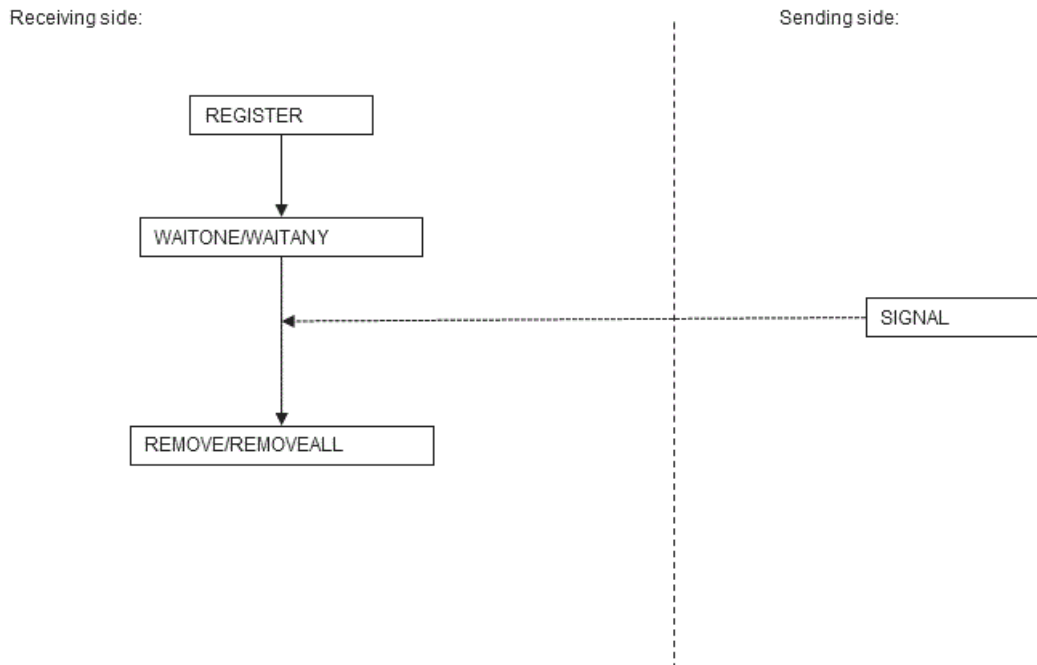 Receiving side:
Sending side:
REGISTER
WAITONE/WAITANY
SIGNAL
REMOVE/REMOVEALL